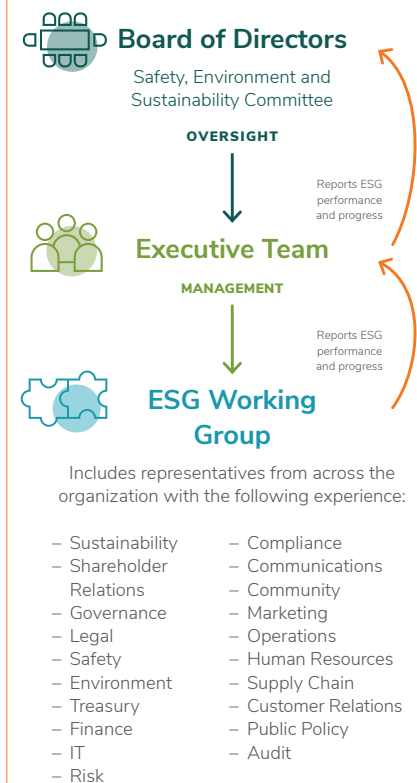 Board of Directors
Safety, Environment and
Sustainability Committee
OVERSIGHT
Reports ESG
performance
and progress
Executive Team
MANAGEMENT
Reports ESG
performance
and progress
ESG Working
Group
Includes representatives from across the
organization with the following experience:
– Sustainability
– Shareholder
Relations
– Governance
– Legal
– Safety
– Environment
– Treasury
– Finance
– IT
– Risk
– Compliance
– Communications
– Community
– Marketing
– Operations
– Human Resources
– Supply Chain
– Customer Relations
– Public Policy
– Audit